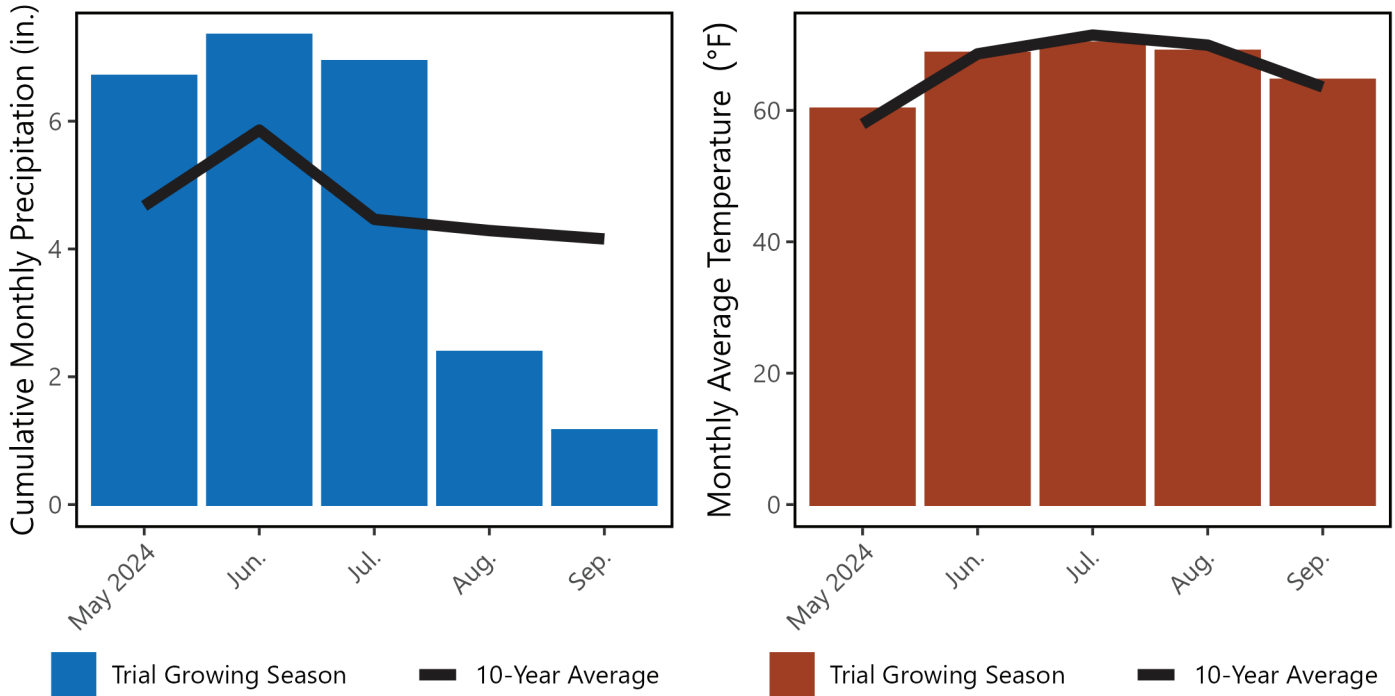 Cumulative Monthly Precipitation (in.)
6
4
2
0
May 2024
Jun.
Jul.
Aug.
Sep.
Trial Growing Season
10-Year Average
Monthly Average Temperature (°F)
60
40
20
0
May 2024
Jun.
Jul.
Aug.
Sep.
Trial Growing Season
10-Year Average